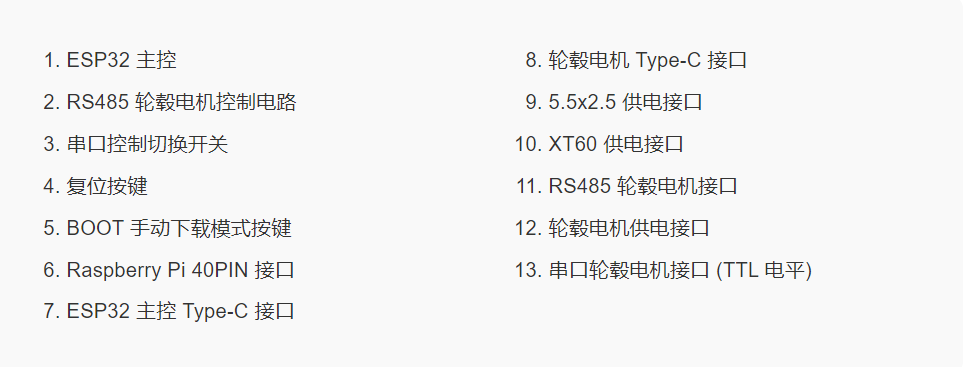 1. ESP32 主控
2. RS485 轮毂电机控制电路
3. 串口控制切换开关
4. 复位按键
5. BOOT 手动下载模式按键
6. Raspberry Pi 40PIN 接口
7. ESP32 主控 Type-C 接口
8. 轮毂电机 Type-C 接口
9. 5.5x2.5 供电接口
10. XT60 供电接口
11. RS485 轮毂电机接口
12. 轮毂电机供电接口
13. 串口轮毂电机接口 (TTL 电平)